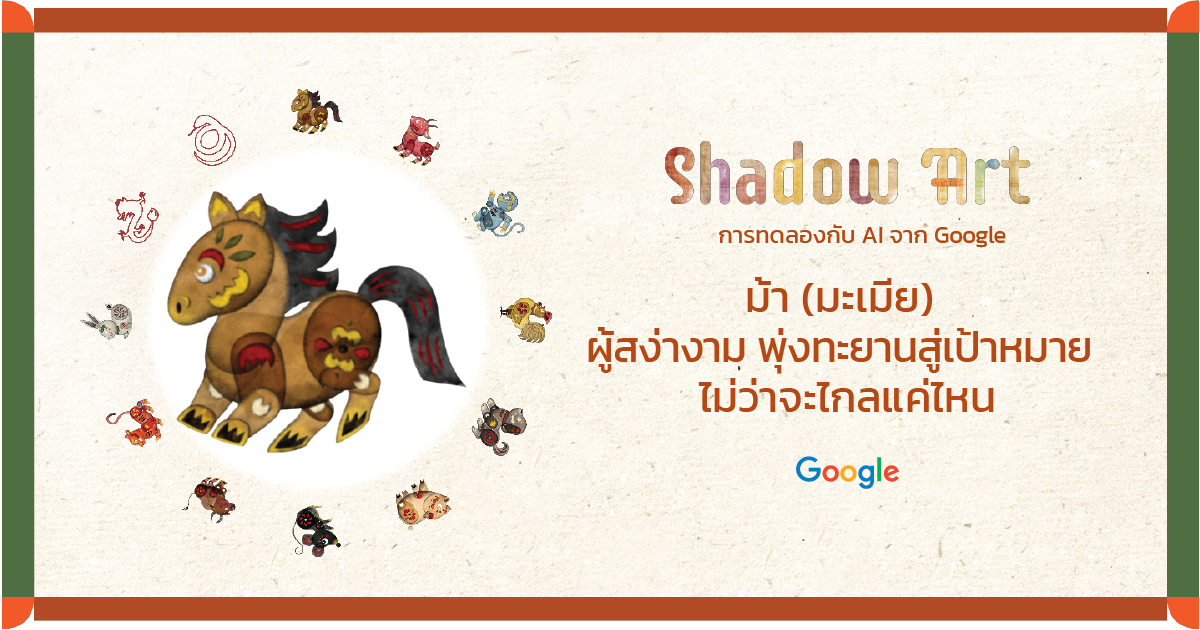 Shadow Art
การทดลองกับ AI จาก Google
ม้า (มะเมีย)
ผู้สง่างาม พุ่งทะยานสู่เป้าหมาย
ไม่ว่าจะไกลแค่ไหน
Google